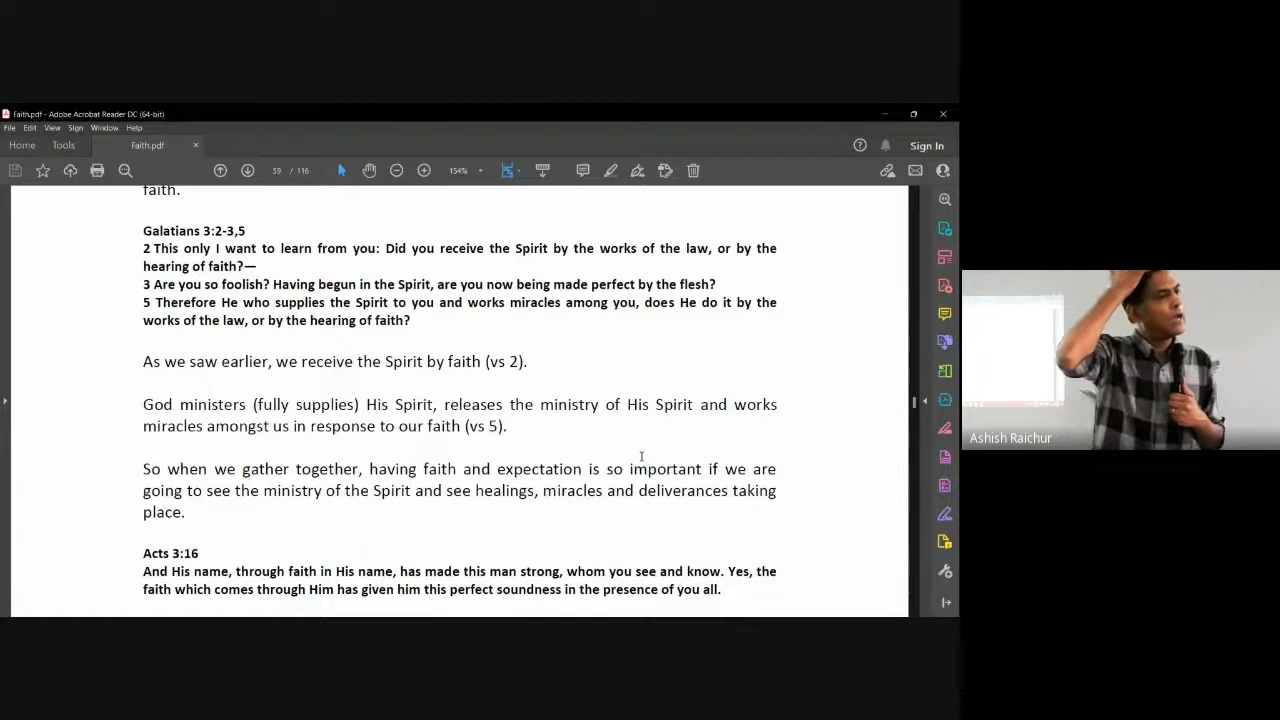 Faith.pdf - Adobe Acrobat Reader DC (64-bit)
File Edit View Sign Window Help
Home Tools Faith.pdf × Sign In
59 / 116 154%
faith.
Galatians 3:2-3,5
2 This only I want to learn from you: Did you receive the Spirit by the works of the law, or by the
hearing of faith?—
3 Are you so foolish? Having begun in the Spirit, are you now being made perfect by the flesh?
5 Therefore He who supplies the Spirit to you and works miracles among you, does He do it by the
works of the law, or by the hearing of faith?
As we saw earlier, we receive the Spirit by faith (vs 2).
God ministers (fully supplies) His Spirit, releases the ministry of His Spirit and works
miracles amongst us in response to our faith (vs 5).
So when we gather together, having faith and expectation is so important if we are
going to see the ministry of the Spirit and see healings, miracles and deliverances taking
place.
Acts 3:16
And His name, through faith in His name, has made this man strong, whom you see and know. Yes, the
faith which comes through Him has given him this perfect soundness in the presence of you all.
Ashish Raichur